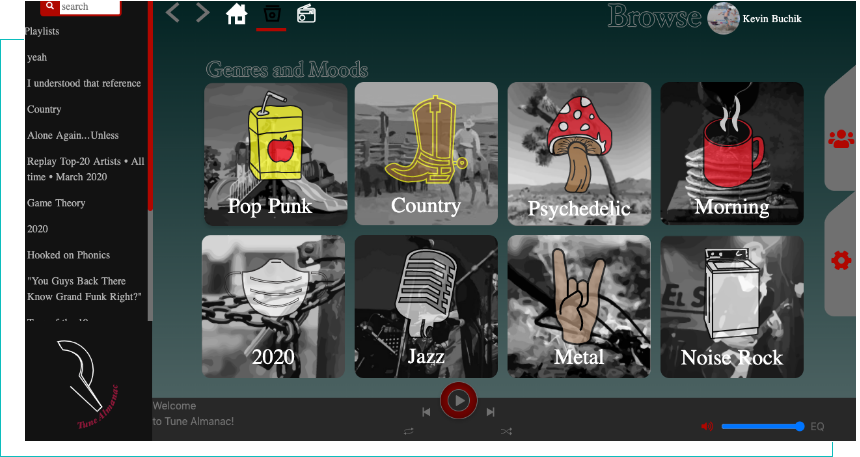 search
Playlists
yeah
I understood that reference
Country
Alone Again...Unless
Replay Top-20 Artists • All
time • March 2020
Game Theory
2020
Hooked on Phonics
"You Guys Back There
Know Grand Funk Right?"
Tune Almanac
Browse
Kevin Buchik
Genres and Moods
Pop Punk
Country
Psychedelic
Morning
2020
Jazz
Metal
Noise Rock
Welcome
to Tune Almanac!
EQ